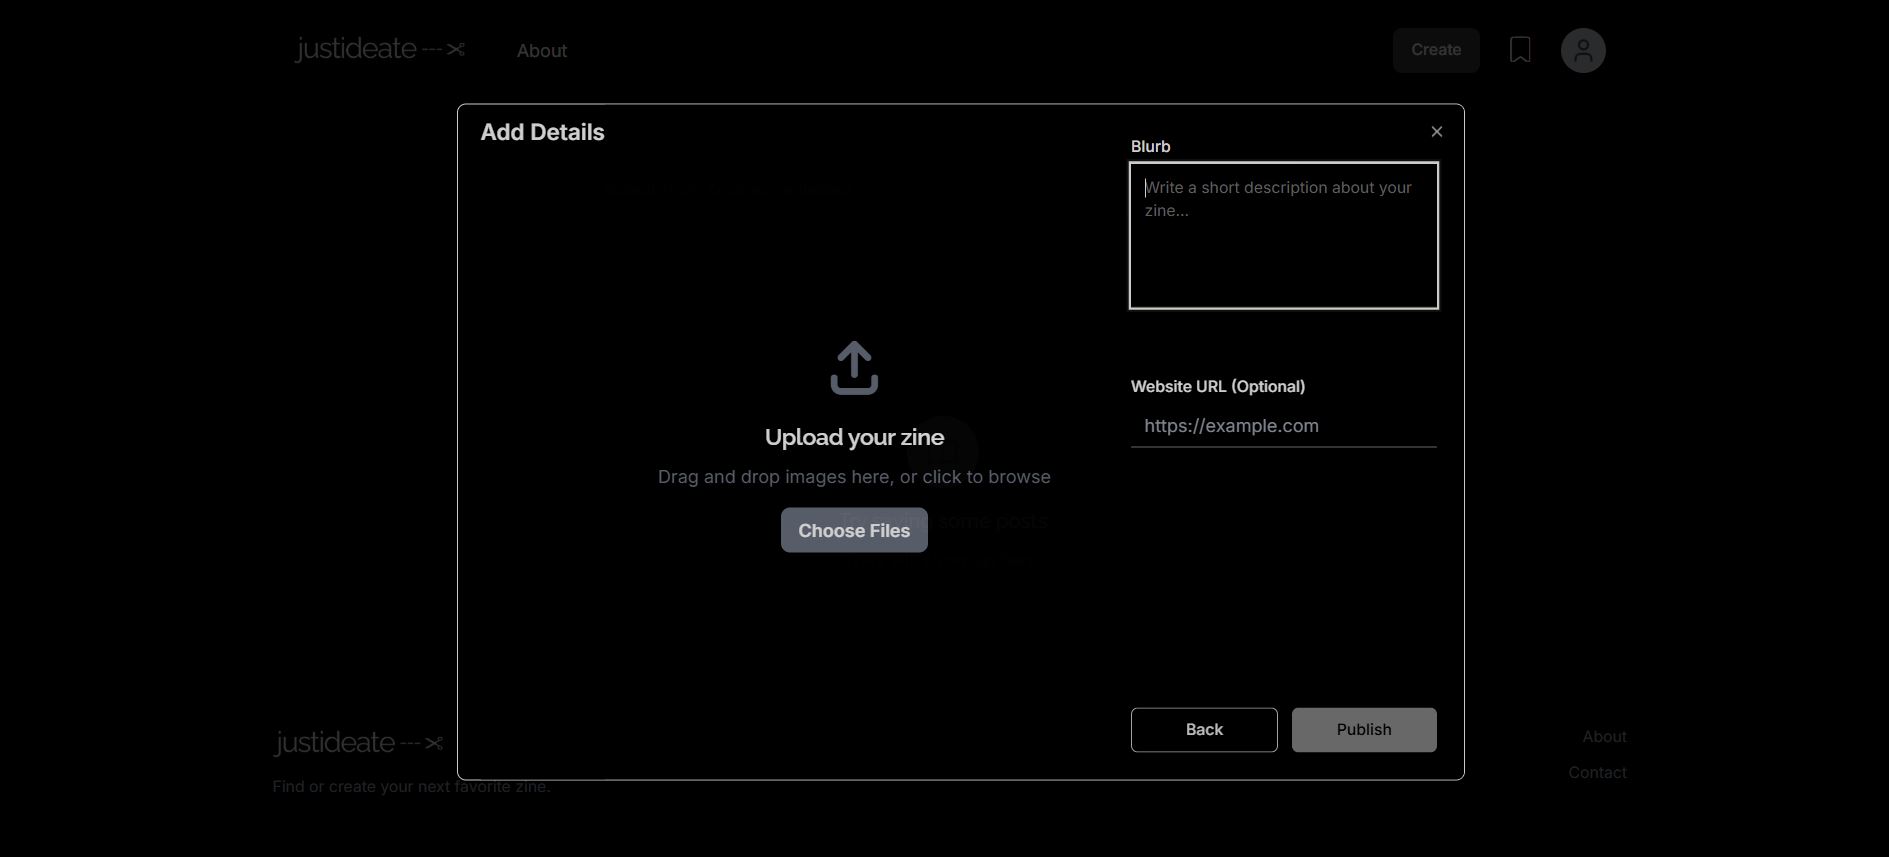 justideate
About
Create
Add Details
Blurb
Write a short description about your
zine...
Upload your zine
Drag and drop images here, or click to browse
some posts
Choose Files
Website URL (Optional)
https://example.com
Back
Publish
justideate
Find or create your next favorite zine.
About
Contact